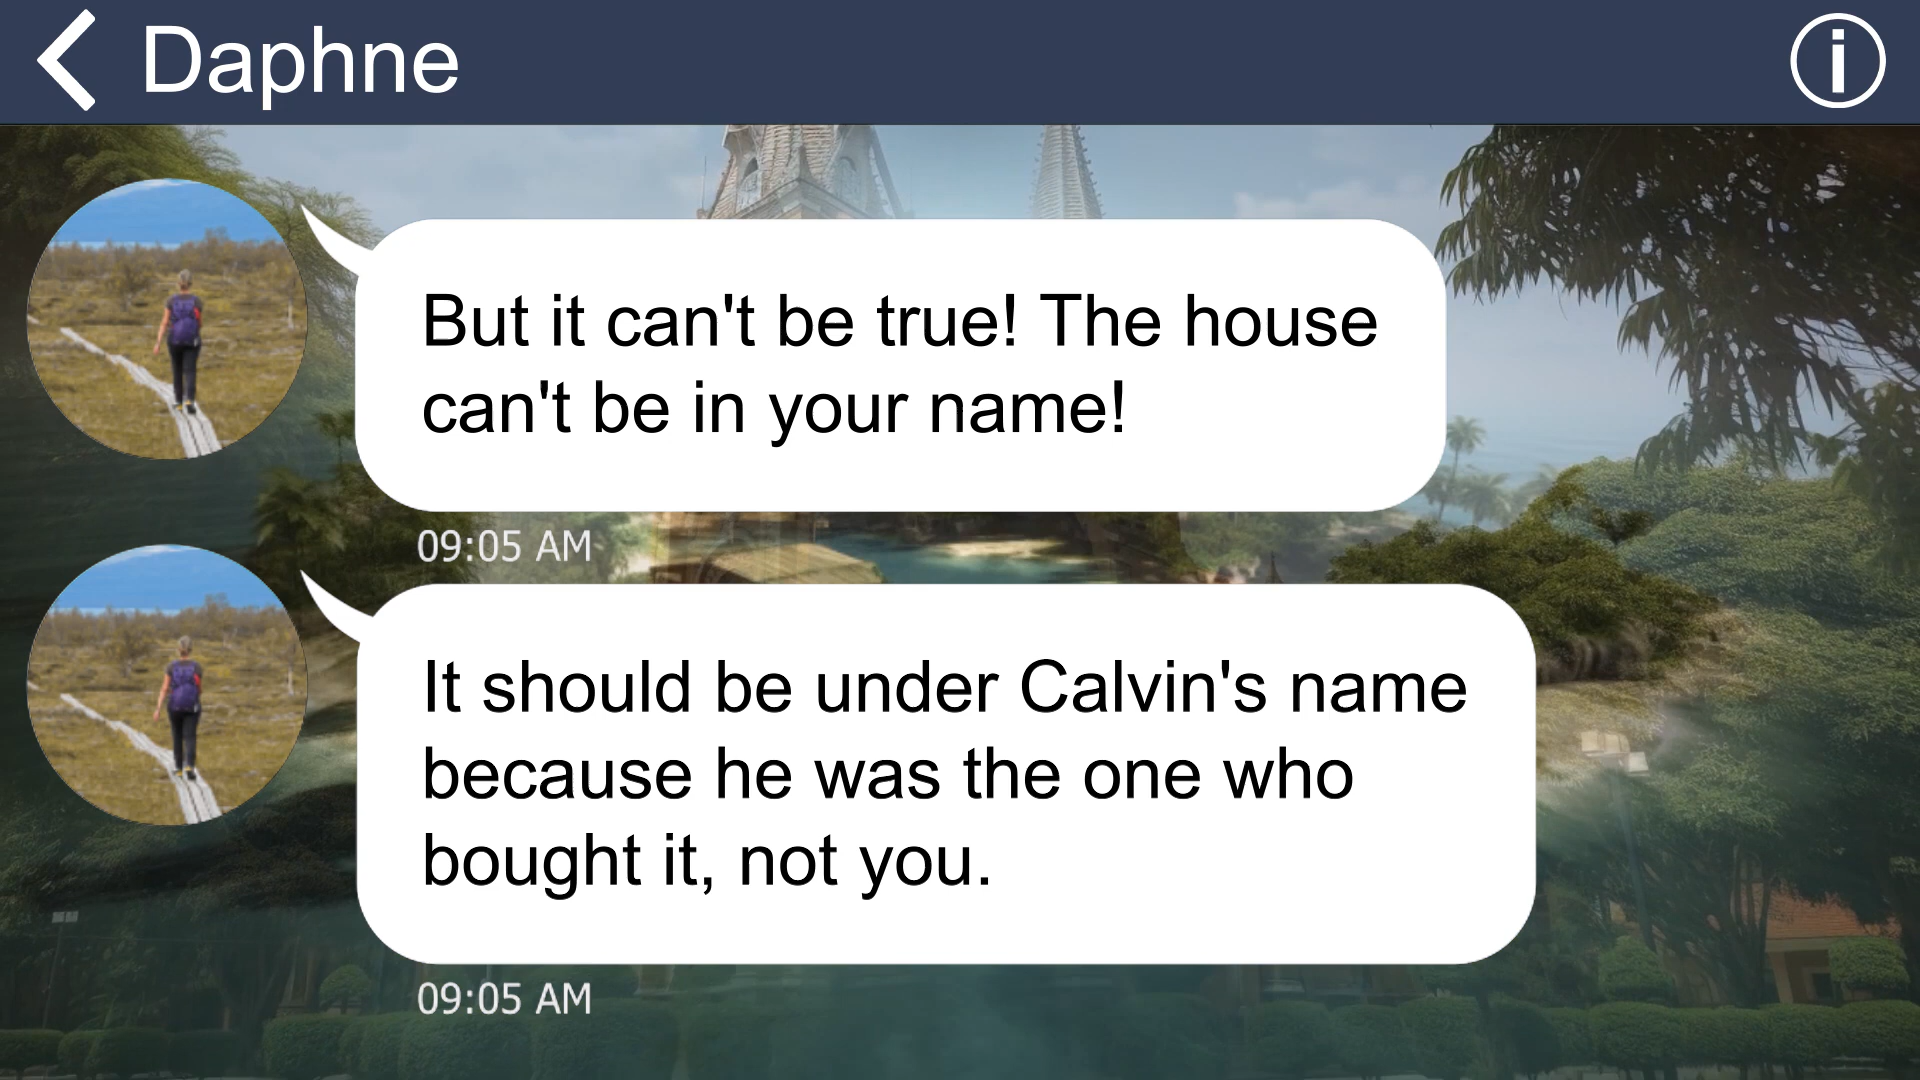 Daphne
But it can't be true! The house
can't be in your name!
09:05 AM
It should be under Calvin's name
because he was the one who
bought it, not you.
09:05 AM